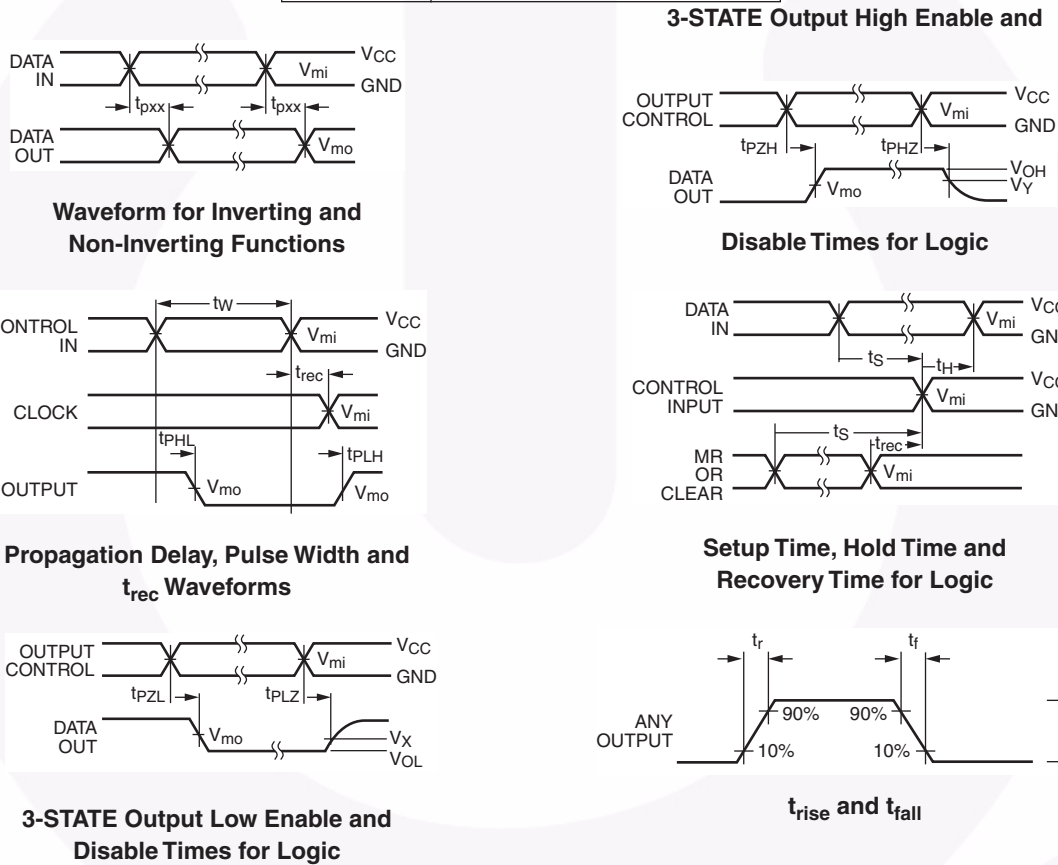 3-STATE Output High Enable and
DATA IN
VCC
Vmi
GND
tpxx
tpxx
DATA OUT
Vmo
Waveform for Inverting and
Non-Inverting Functions
OUTPUT CONTROL
VCC
Vmi
GND
tPZH
tPHZ
DATA OUT
Vmo
VOH
VY
Disable Times for Logic
tW
ONTROL IN
VCC
Vmi
GND
trec
CLOCK
Vmi
tPHL
tPLH
OUTPUT
Vmo
Vmo
Propagation Delay, Pulse Width and
trec Waveforms
DATA IN
VCC
Vmi
GN
tS
tH
CONTROL INPUT
VCC
Vmi
GN
tS
trec
MR
OR
CLEAR
Vmi
Setup Time, Hold Time and
Recovery Time for Logic
OUTPUT CONTROL
VCC
Vmi
GND
tPZL
tPLZ
DATA OUT
Vmo
VX
VOL
3-STATE Output Low Enable and
Disable Times for Logic
tr
tf
ANY OUTPUT
90%
90%
10%
10%
trise and tfall